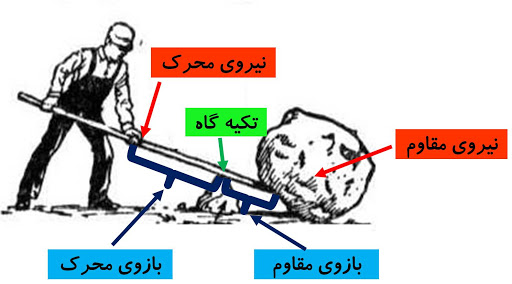 نیروی محرک
تکیه گاه
نیروی مقاوم
بازوی مقاوم
بازوی محرک